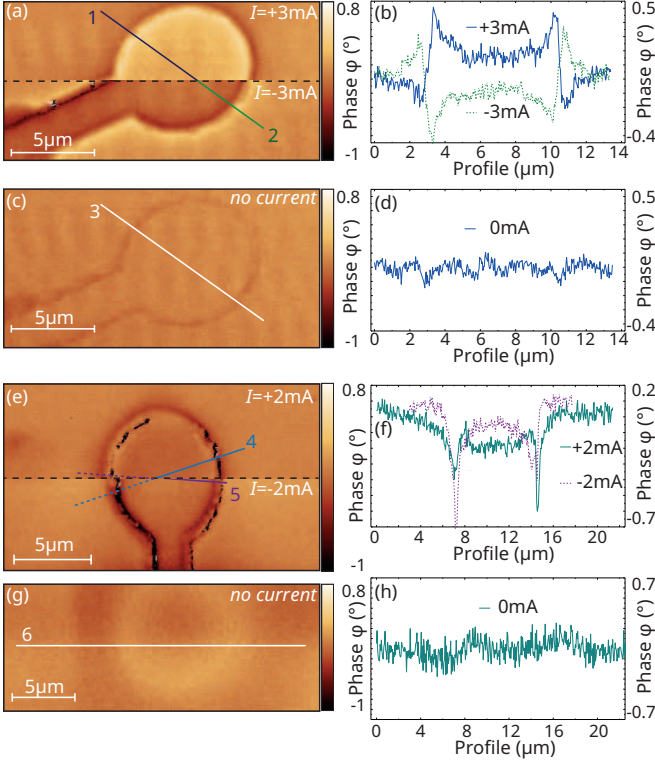 (a)
I=+3mA
1
I=-3mA
2
5μm
0.8
-1
Phase φ (°)
(b)
+3mA
-3mA
0.5
-0.4
Phase φ (°)
0 2 4 6 8 10 12 14
Profile (μm)
(c)
no current
3
5μm
0.8
-1
Phase φ (°)
(d)
0mA
0.5
-0.4
Phase φ (°)
0 2 4 6 8 10 12 14
Profile (μm)
(e)
I=+2mA
4
I=-2mA
5
5μm
0.8
-1
Phase φ (°)
(f)
+2mA
-2mA
0.2
-0.7
Phase φ (°)
0 4 8 12 16 20
Profile (μm)
(g)
no current
6
5μm
0.8
-1
Phase φ (°)
(h)
0mA
0.7
-0.7
Phase φ (°)
0 4 8 12 16 20
Profile (μm)